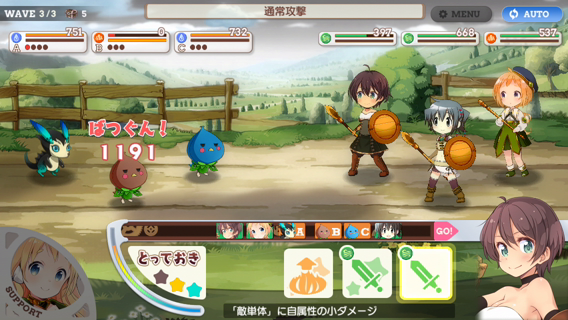 WAVE 3/3 5
通常攻撃
MENU
AUTO
751
A
0
B
732
C
397
668
537
ばつぐん!
1191
A B C GO!
とっておき
SUPPORT
「敵単体」に自属性の小ダメージ